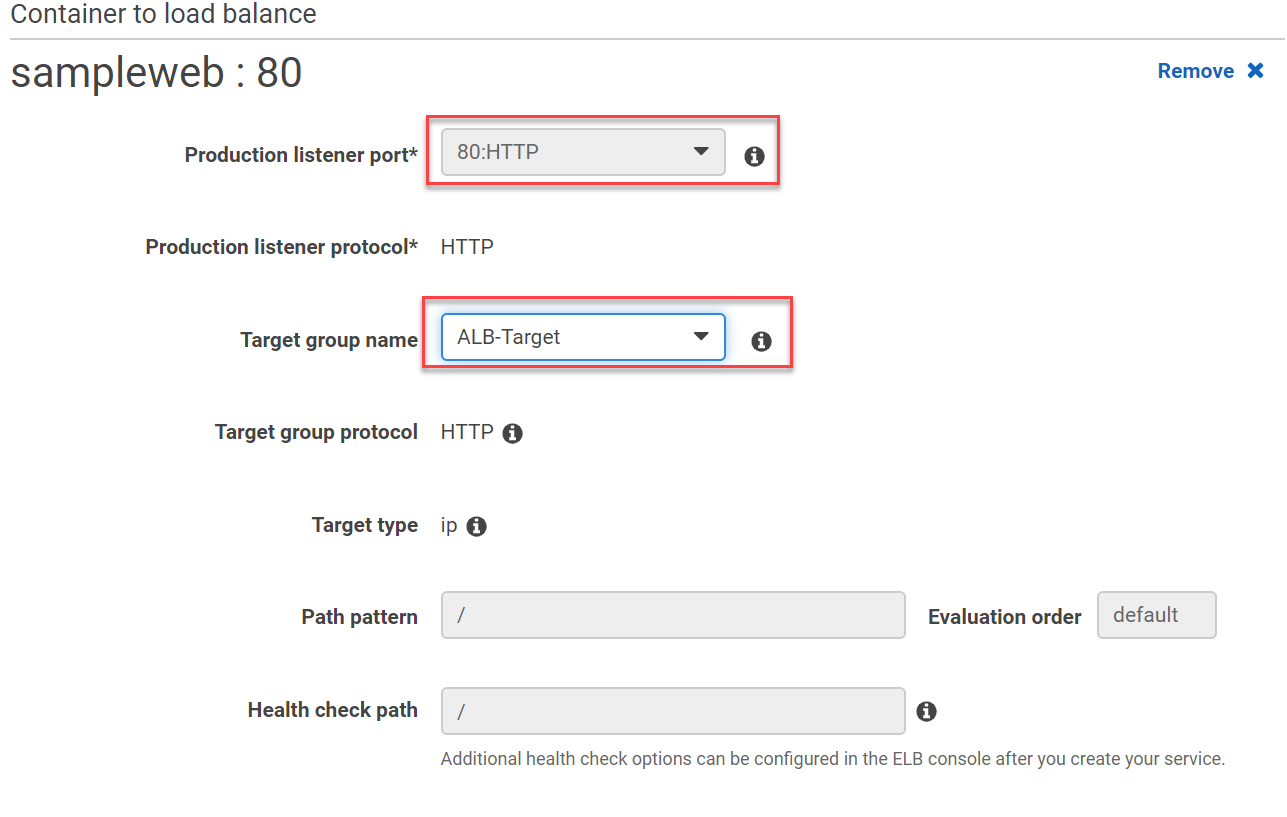 Container to load balance
sampleweb : 80
Remove
Production listener port* 80:HTTP
Production listener protocol* HTTP
Target group name ALB-Target
Target group protocol HTTP
Target type ip
Path pattern / Evaluation order default
Health check path /
Additional health check options can be configured in the ELB console after you create your service.